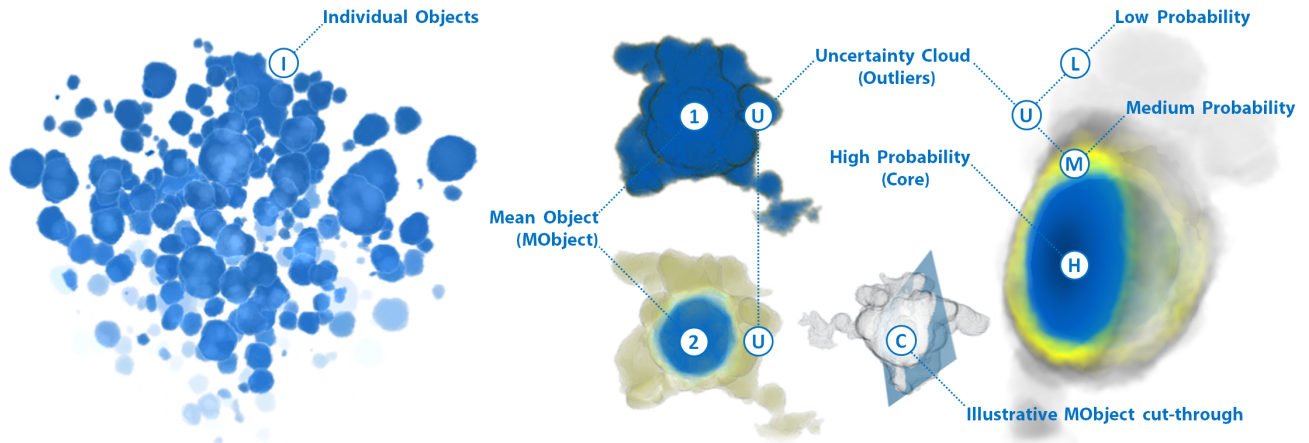 Individual Objects
I
Mean Object
(MObject)
1
U
2
U
Uncertainty Cloud
(Outliers)
High Probability
(Core)
C
Illustrative MObject cut-through
Low Probability
L
U
Medium Probability
M
H